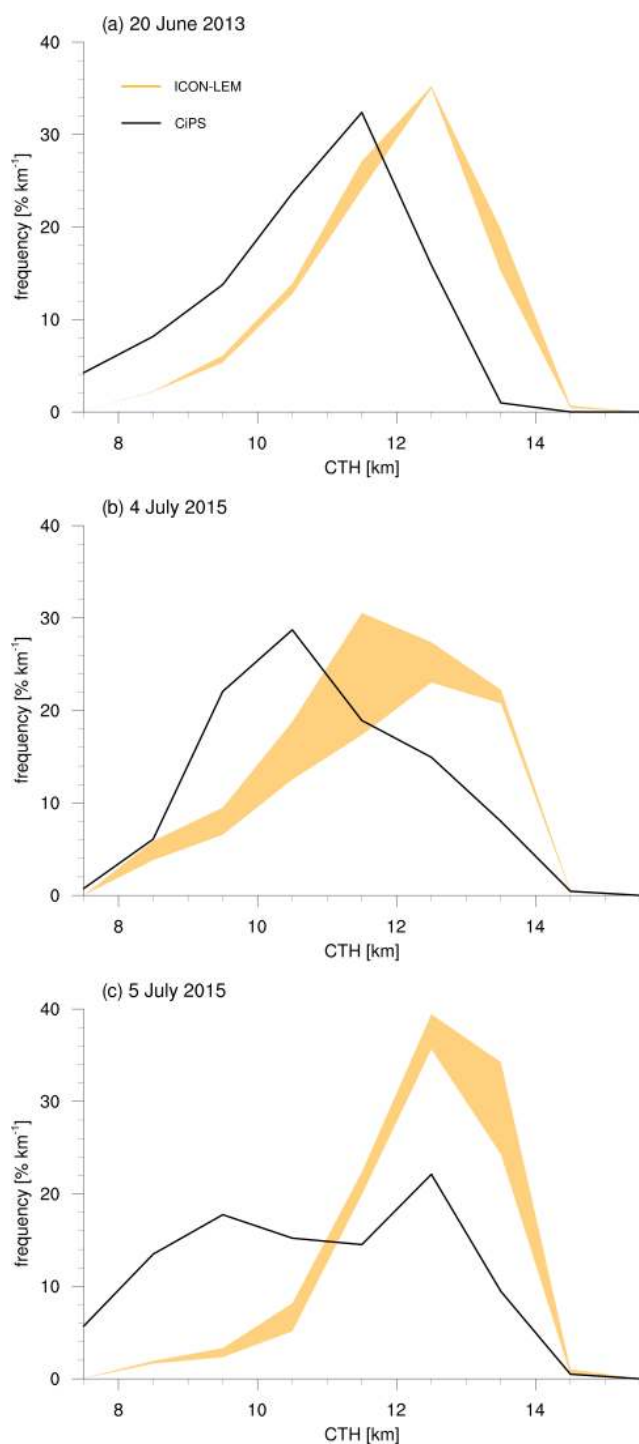 (a) 20 June 2013
40
ICON-LEM
CiPS
30
frequency [% km⁻¹]
20
10
0
8 10 12 14
CTH [km]
(b) 4 July 2015
40
30
frequency [% km⁻¹]
20
10
0
8 10 12 14
CTH [km]
(c) 5 July 2015
40
30
frequency [% km⁻¹]
20
10
0
8 10 12 14
CTH [km]